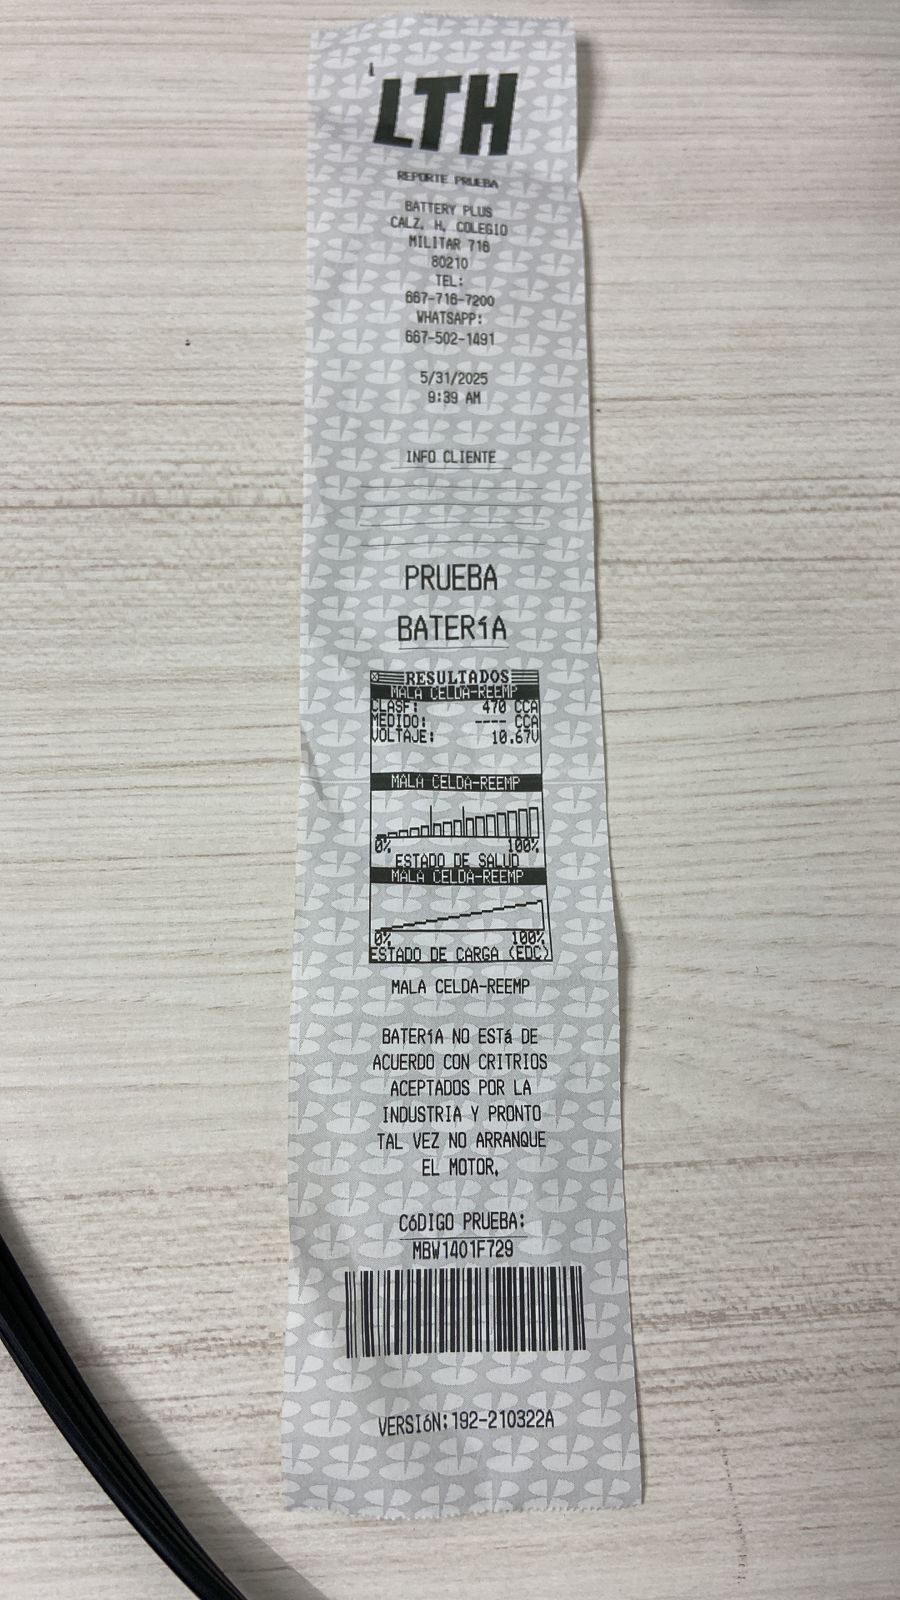 LTH
REPORTE PRUEBA
BATTERY PLUS
CALZ. H. COLEGIO
MILITAR 716
80210
TEL:
667-716-7200
WHATSAPP:
667-502-1491
5/31/2025
9:39 AM
INFO CLIENTE
PRUEBA
BATERíA
RESULTADOS
MALA CELDA-REEMP
CLASF: 470 CCA
MEDIDO: ---- CCA
VOLTAJE: 10.67V
MALA CELDA-REEMP
0% 100%
ESTADO DE SALUD
MALA CELDA-REEMP
0% 100%
ESTADO DE CARGA (EDC)
MALA CELDA-REEMP
BATERíA NO ESTá DE
ACUERDO CON CRITRIOS
ACEPTADOS POR LA
INDUSTRIA Y PRONTO
TAL VEZ NO ARRANQUE
EL MOTOR.
CóDIGO PRUEBA:
MBW1401F729
VERSIóN:192-210322A